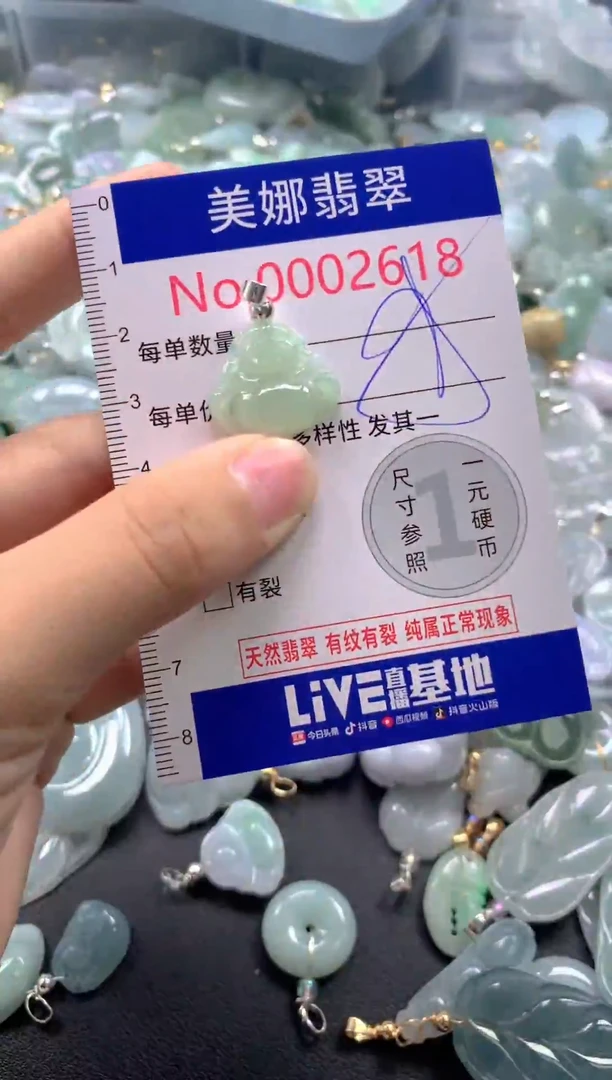 美娜翡翠
No.0002618
每单数量
每单价
多样性 发其一
尺寸参照
1
一元硬币
有裂
天然翡翠 有纹有裂 纯属正常现象
LiVE直播基地
今日头条 抖音 西瓜视频 抖音火山版
0
1
2
3
4
7
8